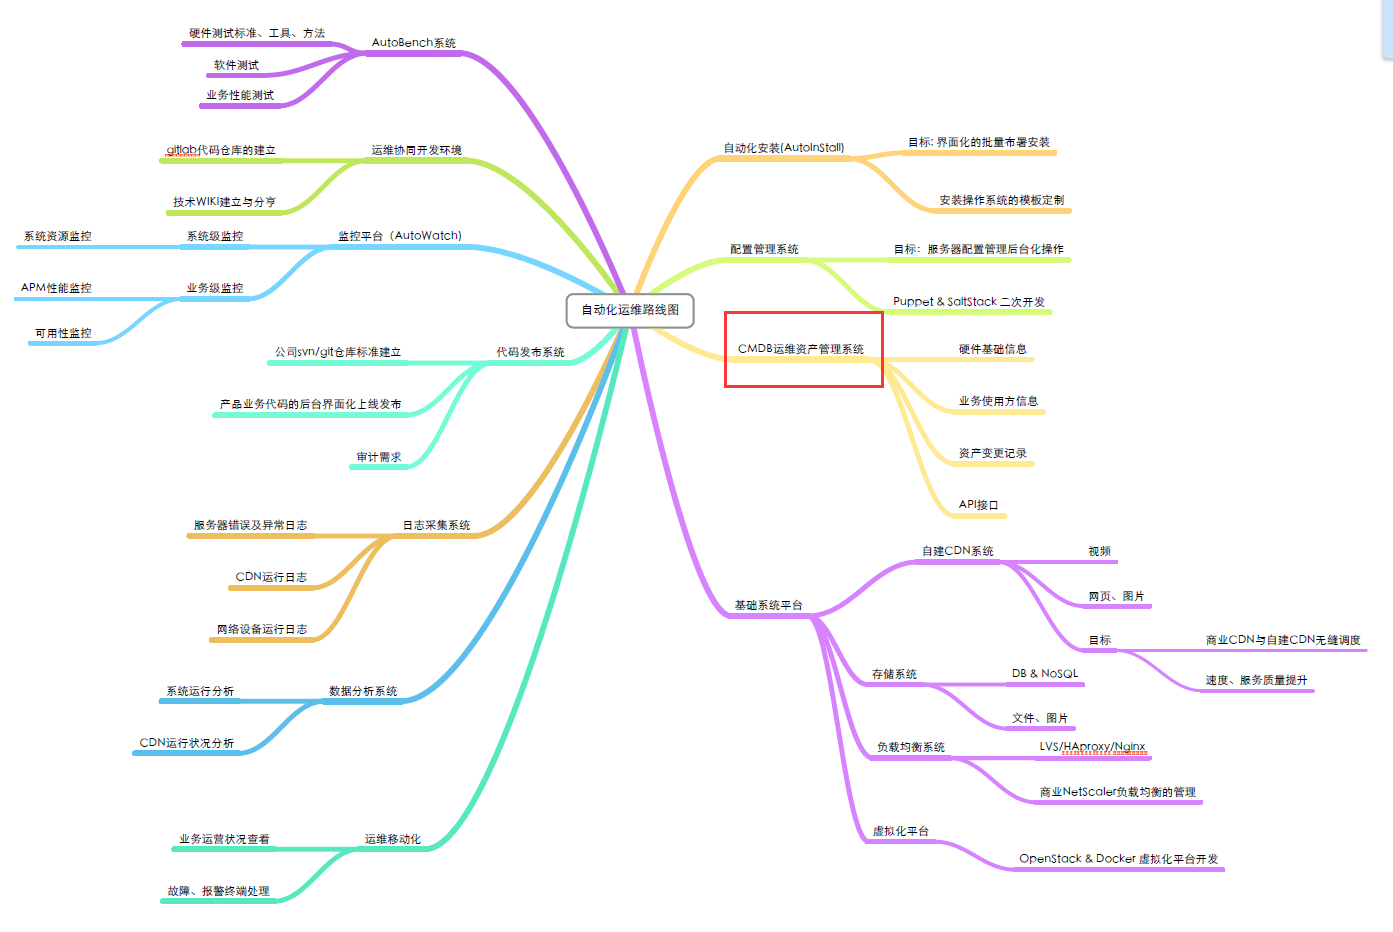 自动化运维路线图
自动化安装(AutoInStall)
目标: 界面化的批量布署安装
安装操作系统的模板定制
配置管理系统
目标：服务器配置管理后台化操作
Puppet & SaltStack 二次开发
CMDB运维资产管理系统
硬件基础信息
业务使用方信息
资产变更记录
API接口
基础系统平台
自建CDN系统
视频
网页、图片
目标
商业CDN与自建CDN无缝调度
速度、服务质量提升
存储系统
DB & NoSQL
文件、图片
负载均衡系统
LVS/HAproxy/Nginx
商业NetScaler负载均衡的管理
虚拟化平台
OpenStack & Docker 虚拟化平台开发
AutoBench系统
硬件测试标准、工具、方法
软件测试
业务性能测试
运维协同开发环境
gitlab代码仓库的建立
技术WIKI建立与分亨
监控平台（AutoWatch）
系统级监控
系统资源监控
业务级监控
APM性能监控
可用性监控
代码发布系统
公司svn/git仓库标准建立
产品业务代码的后台界面化上线发布
审计需求
日志采集系统
服务器错误及异常日志
CDN运行日志
网络设备运行日志
数据分析系统
系统运行分析
CDN运行状况分析
运维移动化
业务运营状况查看
故障、报警终端处理